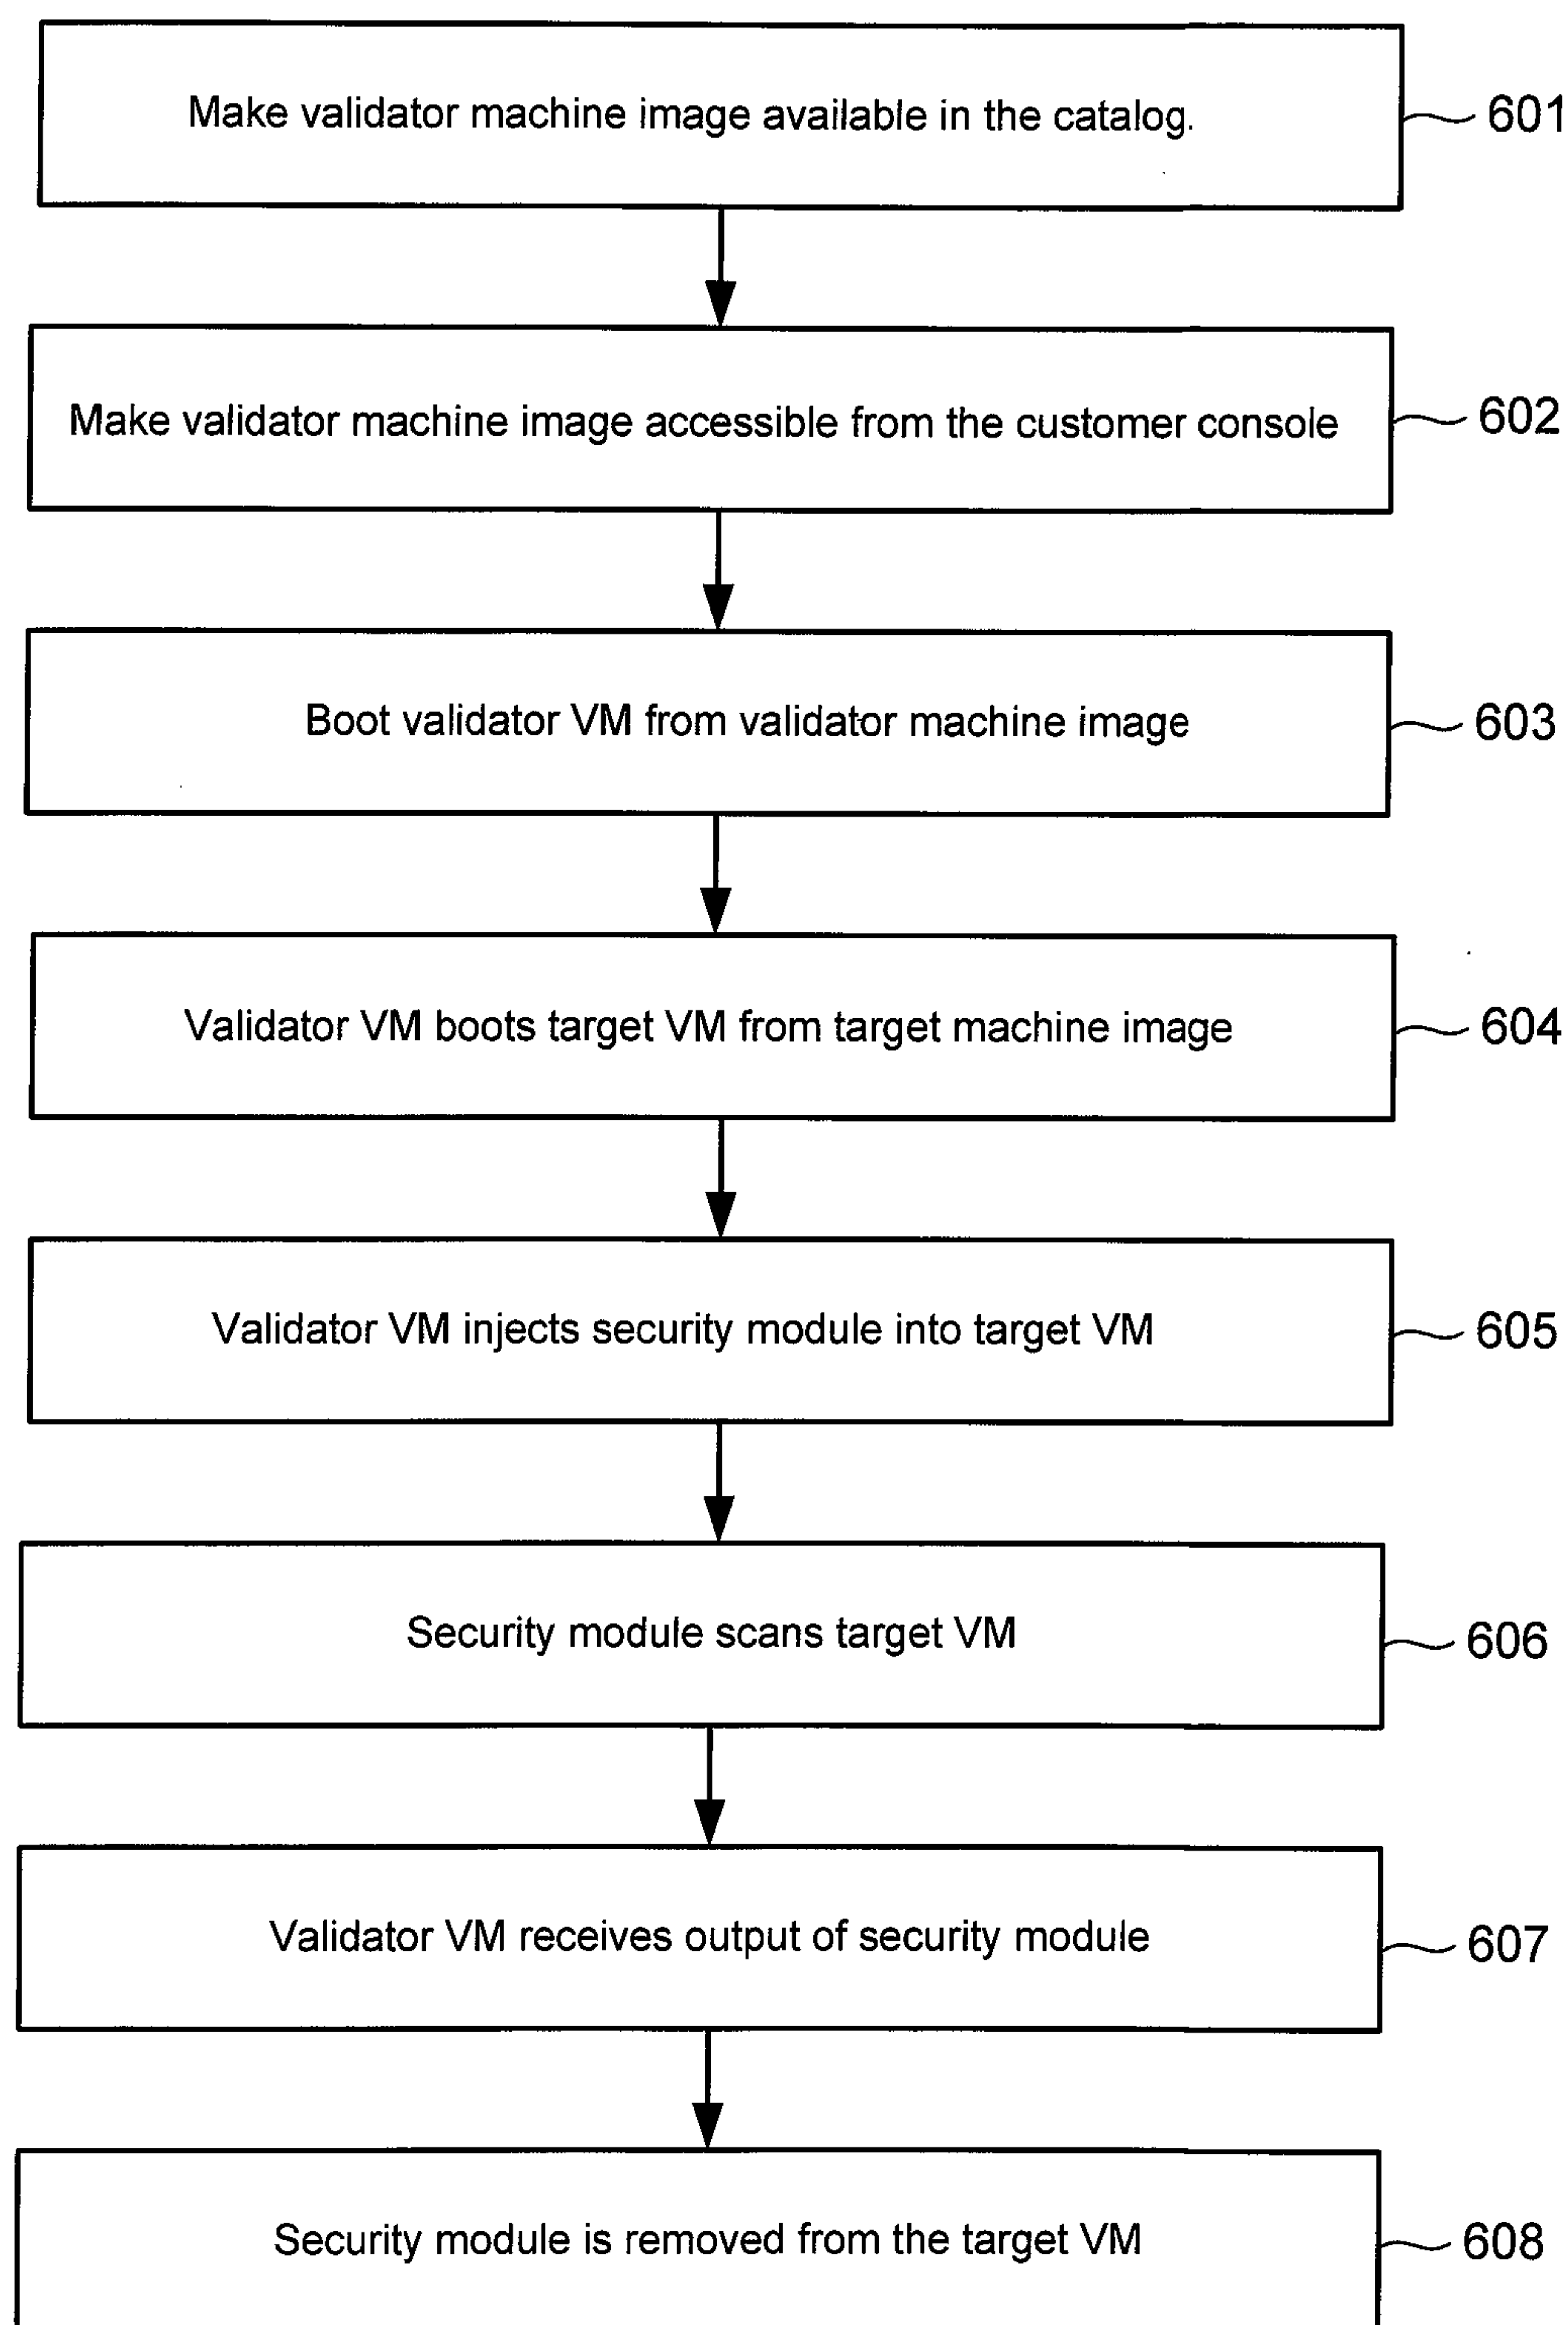 Make validator machine image available in the catalog.
601
Make validator machine image accessible from the customer console
602
Boot validator VM from validator machine image
603
Validator VM boots target VM from target machine image
604
Validator VM injects security module into target VM
605
Security module scans target VM
606
Validator VM receives output of security module
607
Security module is removed from the target VM
608